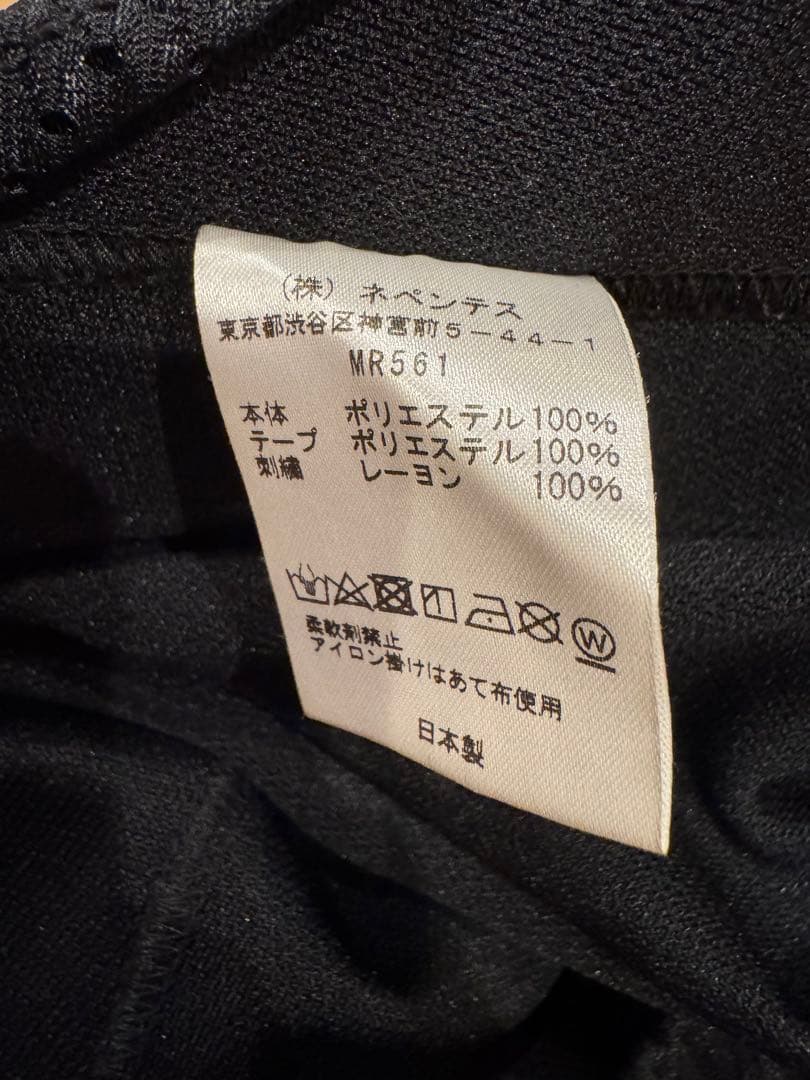 (株) ネペンテス
東京都渋谷区神宮前5-44-1
MR561
本体 ポリエステル100%
テープ ポリエステル100%
刺繍 レーヨン 100%
W
柔軟剤禁止
アイロン掛けはあて布使用
日本製